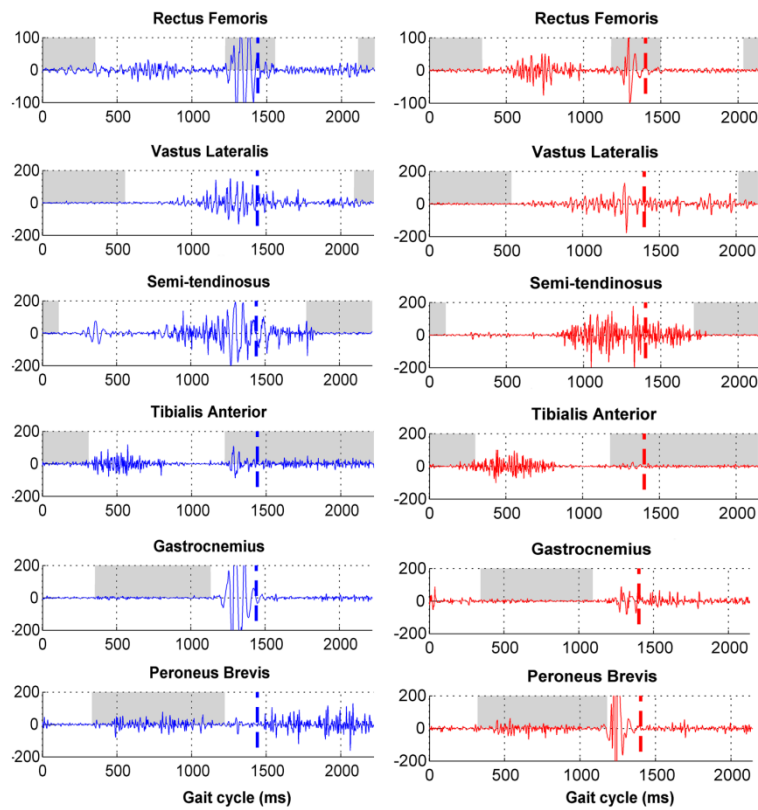 Rectus Femoris Rectus Femoris
100 100
0 0
-100 -100
0 500 1000 1500 2000 0 500 1000 1500 2000
Vastus Lateralis Vastus Lateralis
200 200
0 0
-200 -200
0 500 1000 1500 2000 0 500 1000 1500 2000
Semi-tendinosus Semi-tendinosus
200 200
0 0
-200 -200
0 500 1000 1500 2000 0 500 1000 1500 2000
Tibialis Anterior Tibialis Anterior
200 200
0 0
-200 -200
0 500 1000 1500 2000 0 500 1000 1500 2000
Gastrocnemius Gastrocnemius
200 200
0 0
-200 -200
0 500 1000 1500 2000 0 500 1000 1500 2000
Peroneus Brevis Peroneus Brevis
200 200
0 0
-200 -200
0 500 1000 1500 2000 0 500 1000 1500 2000
Gait cycle (ms) Gait cycle (ms)